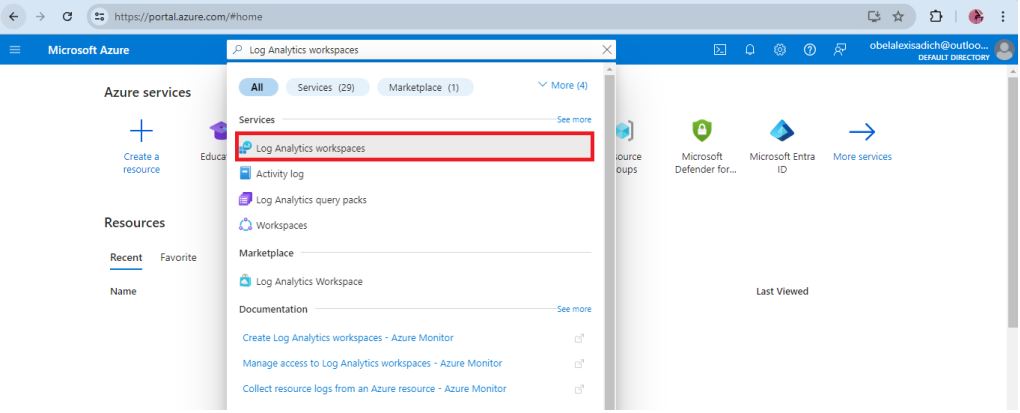 https://portal.azure.com/#home
Microsoft Azure
Log Analytics workspaces
obelalexisadich@outloo...
DEFAULT DIRECTORY
All
Services (29)
Marketplace (1)
More (4)
Azure services
Services
See more
Log Analytics workspaces
Activity log
Log Analytics query packs
Workspaces
Marketplace
Log Analytics Workspace
Documentation
See more
Create Log Analytics workspaces - Azure Monitor
Manage access to Log Analytics workspaces - Azure Monitor
Collect resource logs from an Azure resource - Azure Monitor
Create a
resource
Educa
ource
oups
Microsoft
Defender for...
Microsoft Entra
ID
More services
Resources
Recent
Favorite
Name
Last Viewed